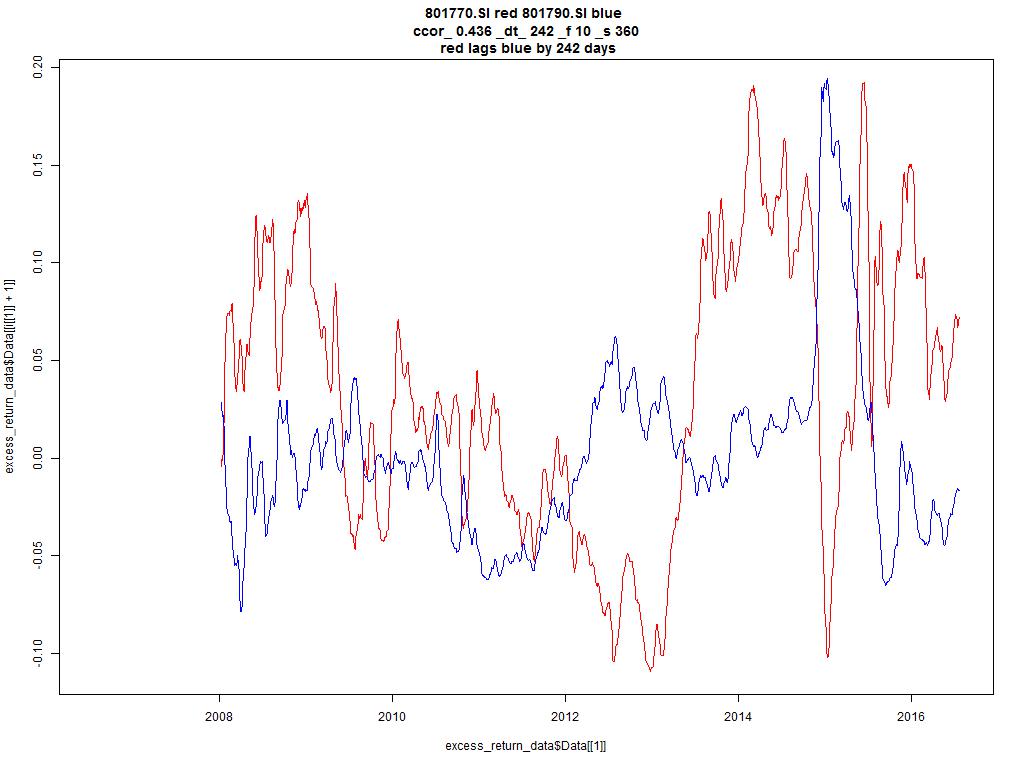 801770.SI red 801790.SI blue
ccor_ 0.436 _dt_ 242 _f 10 _s 360
red lags blue by 242 days
excess_return_data$Data[[i[[1]] + 1]]
0.20
0.15
0.10
0.05
0.00
-0.05
-0.10
2008 2010 2012 2014 2016
excess_return_data$Data[[1]]